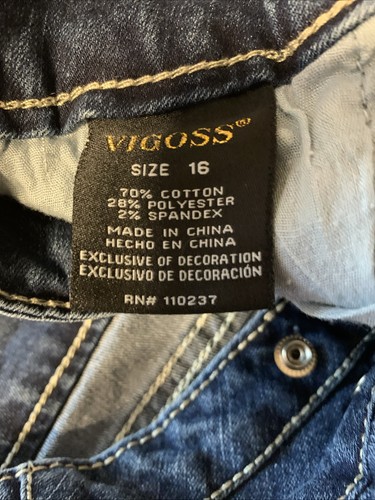 VIGOSS®
SIZE 16
70% COTTON
28% POLYESTER
2% SPANDEX
MADE IN CHINA
HECHO EN CHINA
EXCLUSIVE OF DECORATION
EXCLUSIVO DE DECORACIÓN
RN# 110237